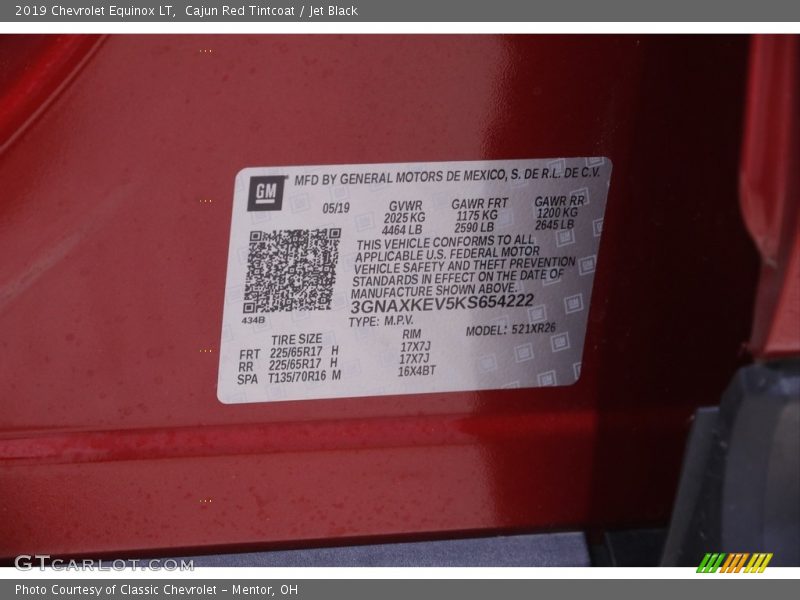 2019 Chevrolet Equinox LT,  Cajun Red Tintcoat / Jet Black
GM MFD BY GENERAL MOTORS DE MEXICO, S. DE R.L. DE C.V.
05/19 GVWR GAWR FRT GAWR RR
2025 KG 1175 KG 1200 KG
4464 LB 2590 LB 2645 LB
THIS VEHICLE CONFORMS TO ALL
APPLICABLE U.S. FEDERAL MOTOR
VEHICLE SAFETY AND THEFT PREVENTION
STANDARDS IN EFFECT ON THE DATE OF
MANUFACTURE SHOWN ABOVE.
3GNAXKEV5KS654222
434B TYPE: M.P.V. MODEL: 521XR26
TIRE SIZE RIM
FRT 225/65R17 H 17X7J
RR 225/65R17 H 17X7J
SPA T135/70R16 M 16X4BT
GTCARLOT.COM
Photo Courtesy of Classic Chevrolet - Mentor, OH